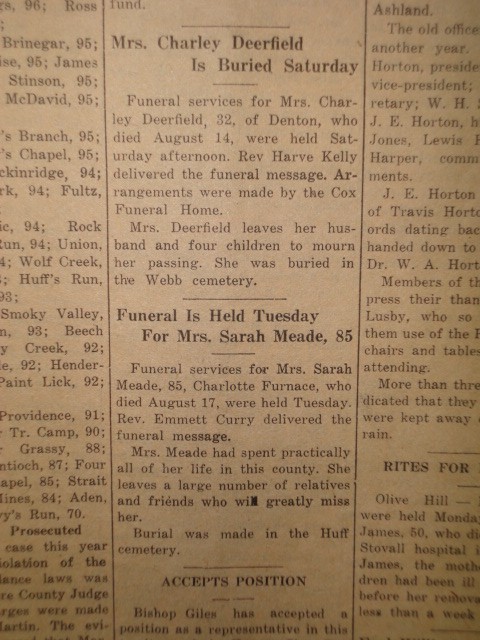 gs, 96; Ross
Brinegar, 95;
ise, 95; James
Stinson, 95;
McDavid, 95;
's Branch, 95;
's Chapel, 95;
ckinridge, 94;
rk, 94; Fultz,
ic, 94; Rock
Run, 94; Union,
4; Wolf Creek,
; Huff's Run,
93;
Smoky Valley,
n, 93; Beech
y Creek, 92;
le, 92; Hender-
Paint Lick, 92;
Providence, 91;
r Tr. Camp, 90;
r Grassy, 88;
ntioch, 87; Four
apel, 85; Strait
Mines, 84; Aden,
ry's Run, 70.
Prosecuted
case this year
iolation of the
dance laws was
re County Judge
arges were made
Martin. The evi-
fund.
Mrs. Charley Deerfield
Is Buried Saturday
Funeral services for Mrs. Char-
ley Deerfield, 32, of Denton, who
died August 14, were held Sat-
urday afternoon. Rev Harve Kelly
delivered the funeral message. Ar-
rangements were made by the Cox
Funeral Home.
Mrs. Deerfield leaves her hus-
band and four children to mourn
her passing. She was buried in
the Webb cemetery.
Funeral Is Held Tuesday
For Mrs. Sarah Meade, 85
Funeral services for Mrs. Sarah
Meade, 85, Charlotte Furnace, who
died August 17, were held Tuesday.
Rev. Emmett Curry delivered the
funeral message.
Mrs. Meade had spent practically
all of her life in this county. She
leaves a large number of relatives
and friends who will greatly miss
her.
Burial was made in the Huff
cemetery.
ACCEPTS POSITION
Bishop Giles has accepted a
position as a representative in this
Ashland.
The old office
another year.
Horton, preside
vice-president;
retary; W. H. S
J. E. Horton, h
Jones, Lewis
Harper, comm
ments.
J. E. Horton
of Travis Horto
ords dating bac
handed down to
Dr. W. A. Hort
Members of th
press their than
Lusby, who so
them use of the
chairs and tables
attending.
More than thre
dicated that they
were kept away
rain.
RITES FOR
Olive Hill —
were held Monda
James, 50, who di
Stovall hospital i
James, the mothe
dren had been ill
before her remova
less than a week